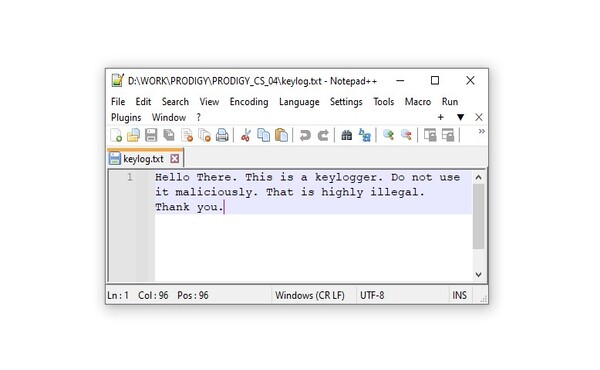 D:\WORK\PRODIGY\PRODIGY_CS_04\keylog.txt - Notepad++
File Edit Search View Encoding Language Settings Tools Macro Run
Plugins Window ? + ▼ X
keylog.txt
1 Hello There. This is a keylogger. Do not use
it maliciously. That is highly illegal.
Thank you.
Ln : 1 Col : 96 Pos : 96 Windows (CR LF) UTF-8 INS